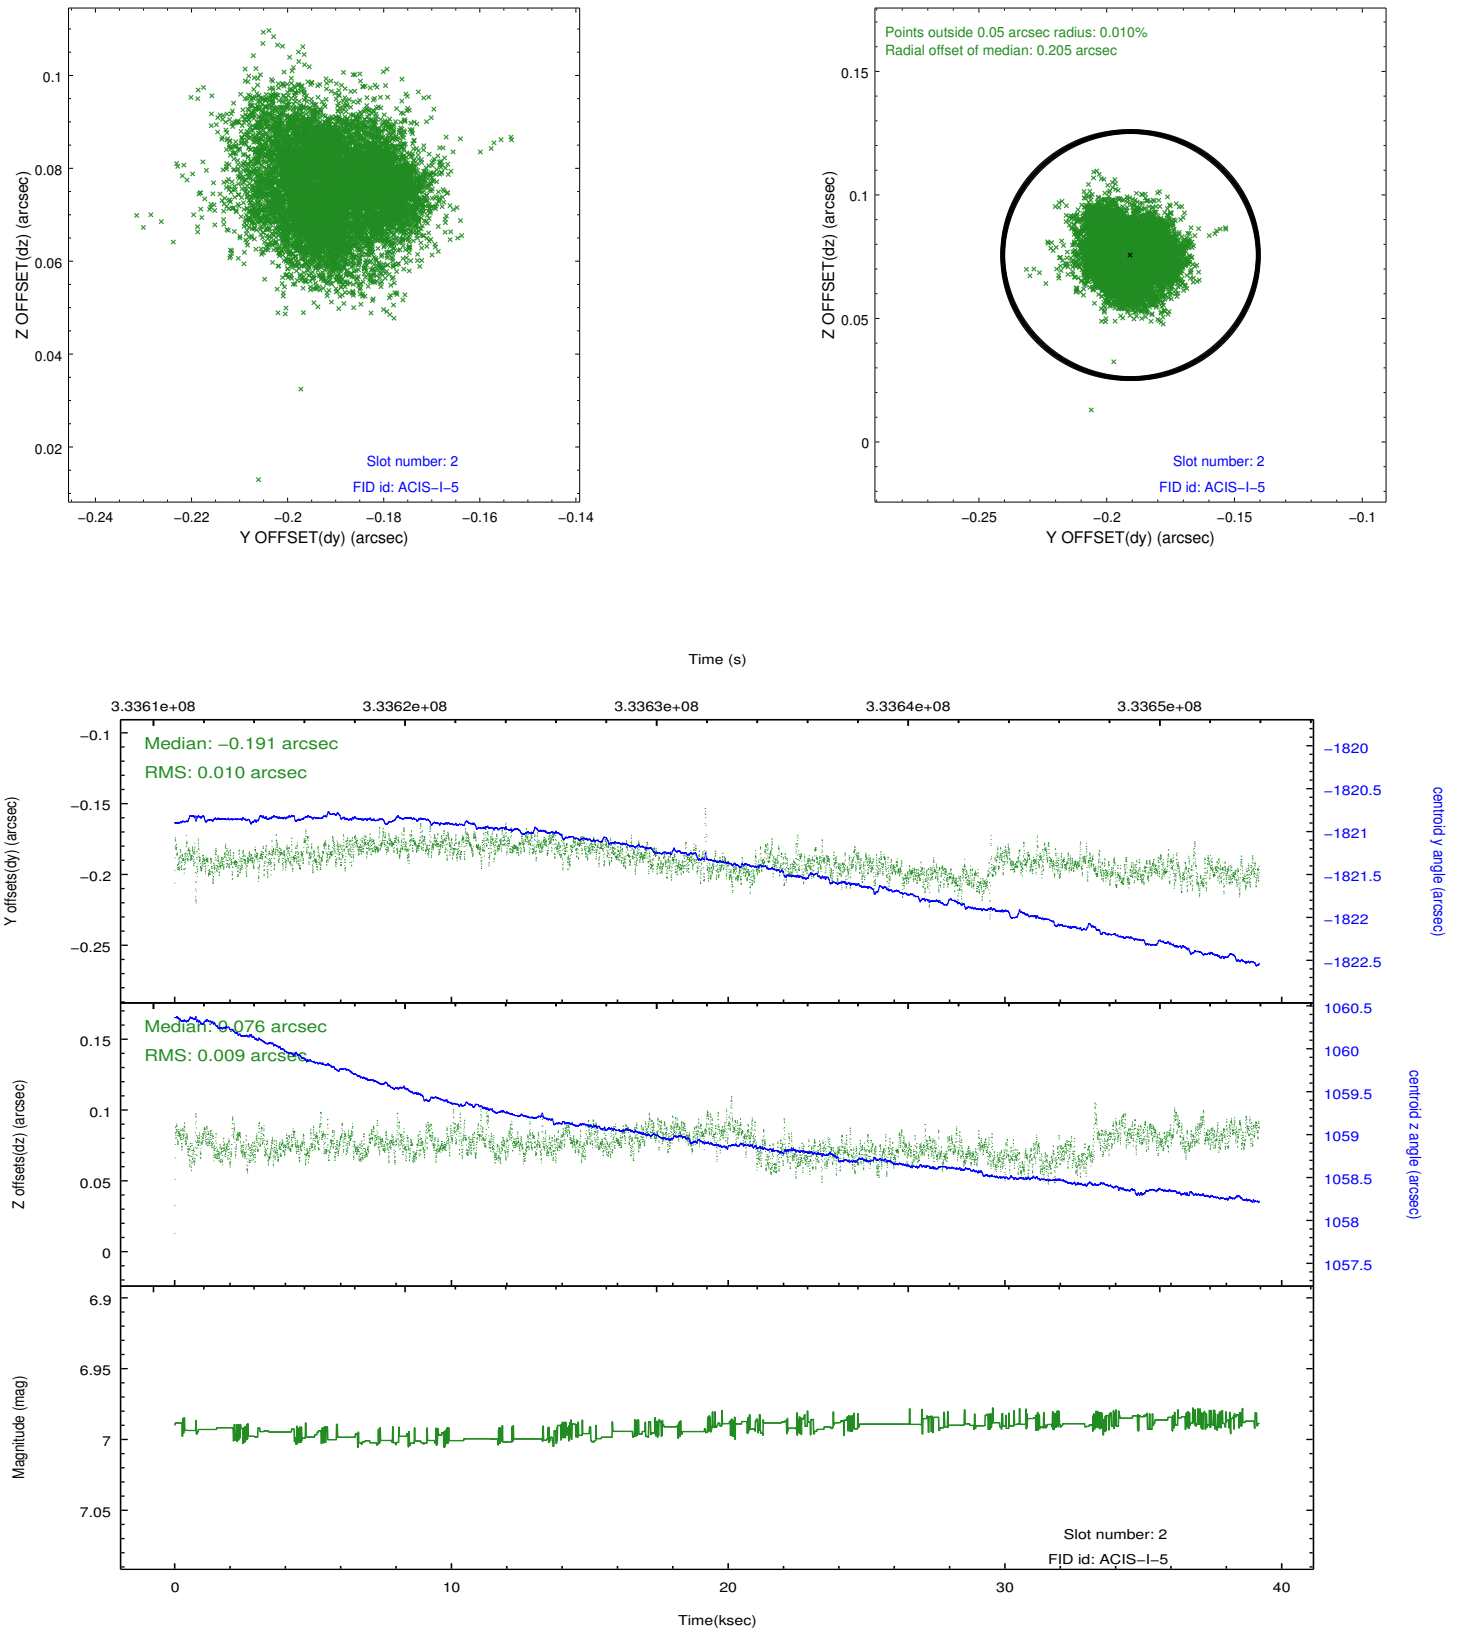 0.1
0.08
0.06
0.04
0.02
Z OFFSET(dz) (arcsec)
Slot number: 2
FID id: ACIS−I−5
−0.24 −0.22 −0.2 −0.18 −0.16 −0.14
Y OFFSET(dy) (arcsec)
Points outside 0.05 arcsec radius: 0.010%
Radial offset of median: 0.205 arcsec
0.15
0.1
0.05
0
Z OFFSET(dz) (arcsec)
Slot number: 2
FID id: ACIS−I−5
−0.25 −0.2 −0.15 −0.1
Y OFFSET(dy) (arcsec)
Time (s)
3.3361e+08 3.3362e+08 3.3363e+08 3.3364e+08 3.3365e+08
Median: −0.191 arcsec
RMS: 0.010 arcsec
−0.1
−0.15
−0.2
−0.25
Y offsets(dy) (arcsec)
−1820
−1820.5
−1821
−1821.5
−1822
−1822.5
centroid y angle (arcsec)
Median: 0.076 arcsec
RMS: 0.009 arcsec
0.15
0.1
0.05
0
Z offsets(dz) (arcsec)
1060.5
1060
1059.5
1059
1058.5
1058
1057.5
centroid z angle (arcsec)
6.9
6.95
7
7.05
Magnitude (mag)
Slot number: 2
FID id: ACIS−I−5
0 10 20 30 40
Time(ksec)